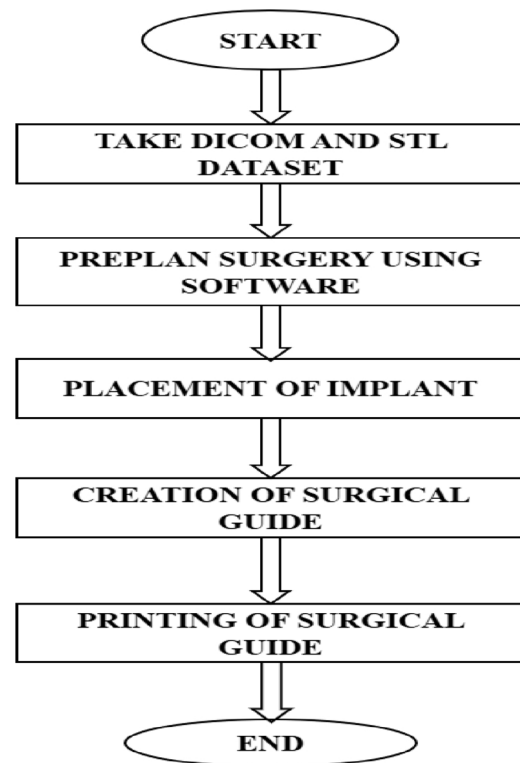 START
TAKE DICOM AND STL
DATASET
PREPLAN SURGERY USING
SOFTWARE
PLACEMENT OF IMPLANT
CREATION OF SURGICAL
GUIDE
PRINTING OF SURGICAL
GUIDE
END